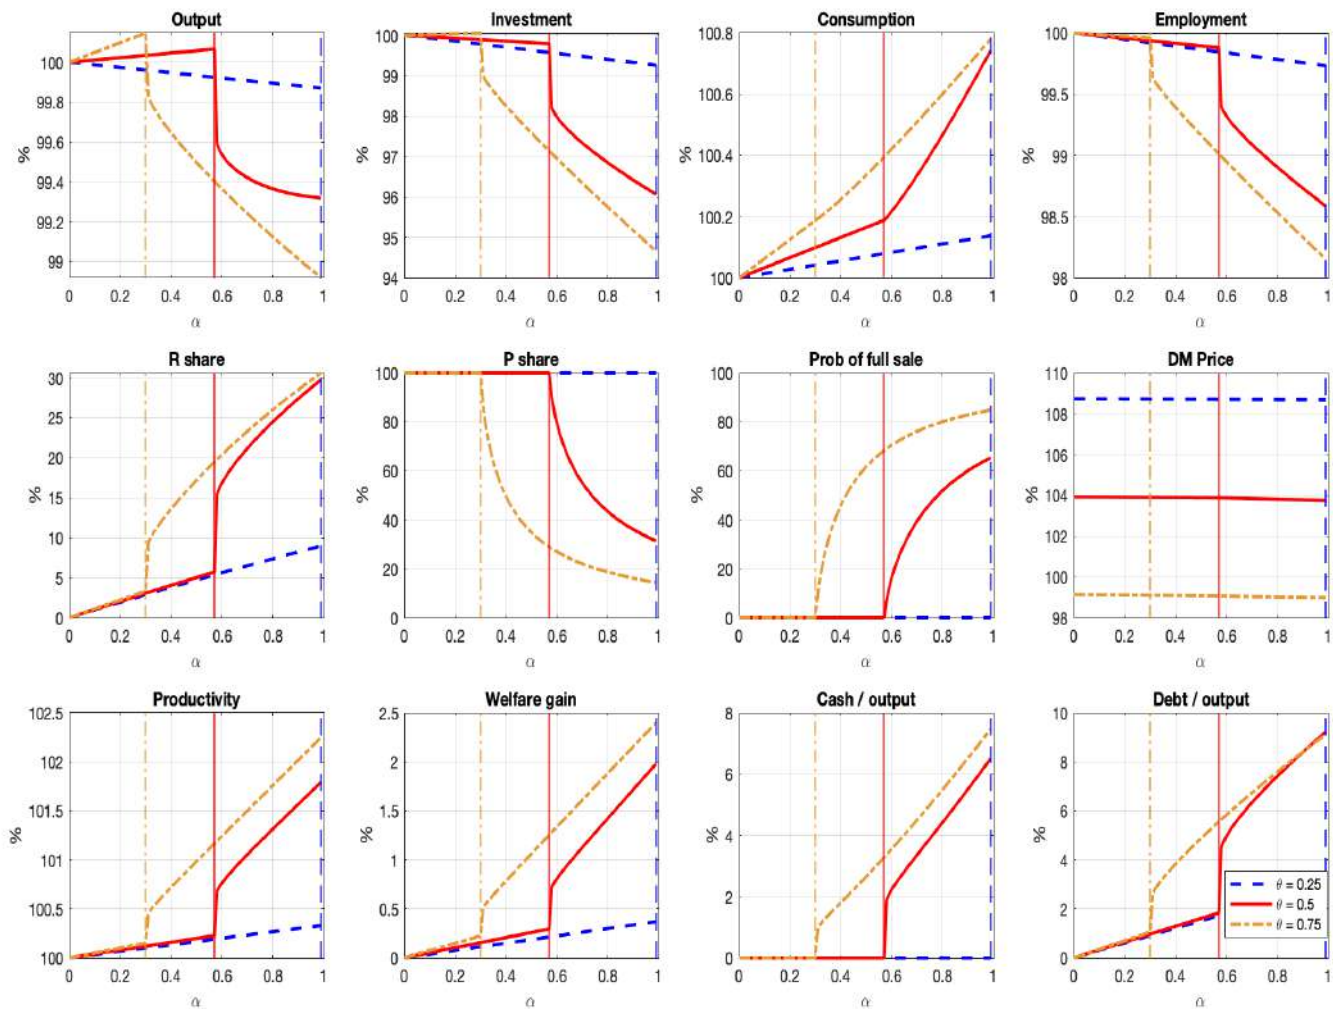 Output
Investment
Consumption
Employment
100
99.8
99.6
99.4
99.2
99
%
0 0.2 0.4 0.6 0.8 1
α
100
99
98
97
96
95
94
%
0 0.2 0.4 0.6 0.8 1
α
100.8
100.6
100.4
100.2
100
%
0 0.2 0.4 0.6 0.8 1
α
100
99.5
99
98.5
98
%
0 0.2 0.4 0.6 0.8 1
α
R share
P share
Prob of full sale
DM Price
30
25
20
15
10
5
0
%
0 0.2 0.4 0.6 0.8 1
α
100
80
60
40
20
0
%
0 0.2 0.4 0.6 0.8 1
α
100
80
60
40
20
0
%
0 0.2 0.4 0.6 0.8 1
α
110
108
106
104
102
100
98
%
0 0.2 0.4 0.6 0.8 1
α
Productivity
Welfare gain
Cash / output
Debt / output
102.5
102
101.5
101
100.5
100
%
0 0.2 0.4 0.6 0.8 1
α
2.5
2
1.5
1
0.5
0
%
0 0.2 0.4 0.6 0.8 1
α
8
6
4
2
0
%
0 0.2 0.4 0.6 0.8 1
α
10
8
6
4
2
0
%
0 0.2 0.4 0.6 0.8 1
α
θ = 0.25
θ = 0.5
θ = 0.75